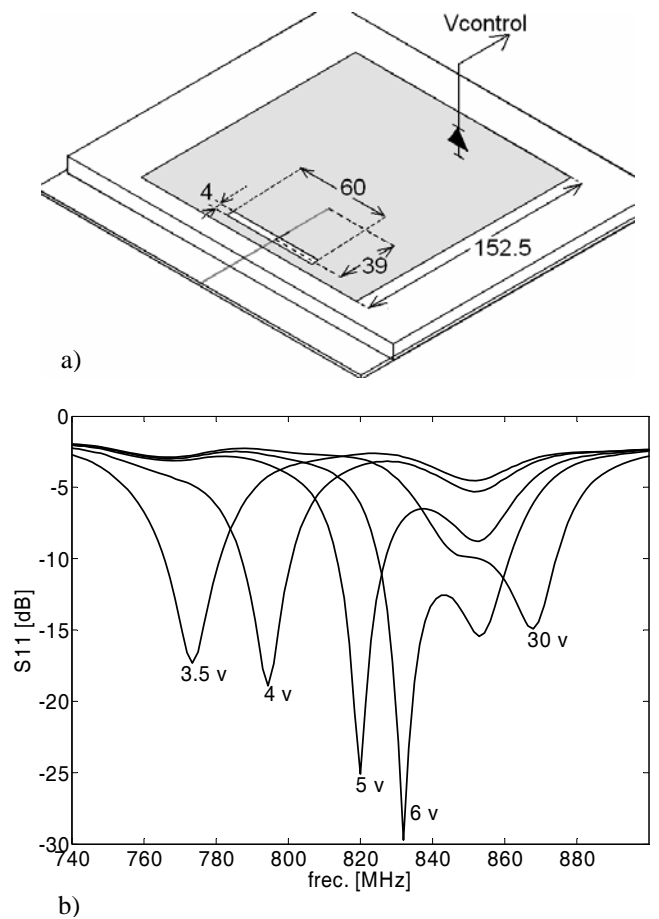 Vcontrol
4
60
39
152.5
a)
0
-5
-10
-15
-20
-25
-30
S11 [dB]
3.5 v
4 v
5 v
6 v
30 v
740 760 780 800 820 840 860 880
frec. [MHz]
b)